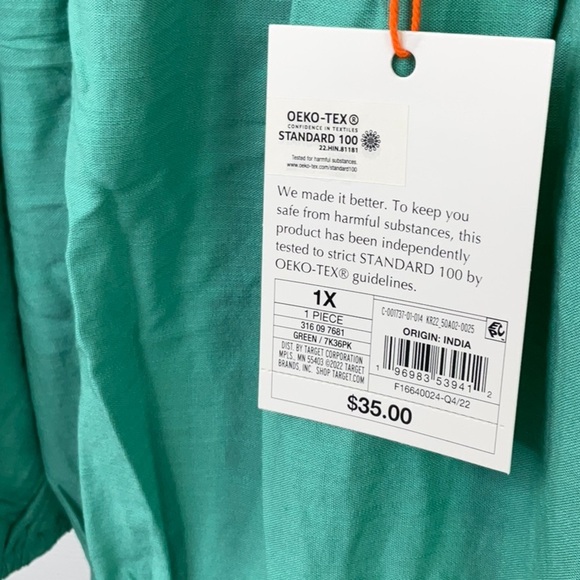 OEKO-TEX®
CONFIDENCE IN TEXTILES
STANDARD 100
22.HIN.81181
Tested for harmful substances.
www.oeko-tex.com/standard100
We made it better. To keep you
safe from harmful substances, this
product has been independently
tested to strict STANDARD 100 by
OEKO-TEX® guidelines.
1X
1 PIECE
316 09 7681
GREEN / 7K36PK
DIST. BY TARGET CORPORATION
MPLS., MN 55403 ©2022 TARGET
BRANDS, INC. SHOP TARGET.COM
C-001737-01-014 KR22_50A02-0025
ORIGIN: INDIA
1 96983 53941 2
F16640024-Q4/22
$35.00